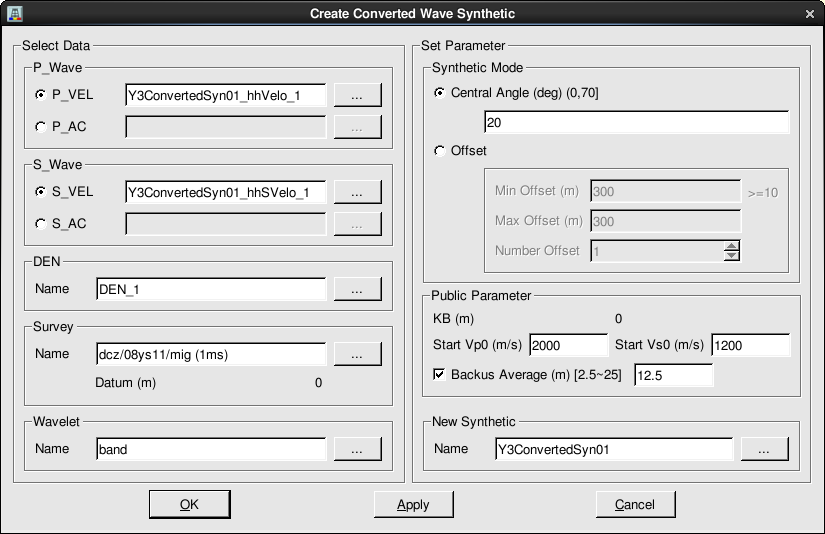 Create Converted Wave Synthetic
Select Data
P_Wave
P_VEL Y3ConvertedSyn01_hhVelo_1 ...
P_AC ...
S_Wave
S_VEL Y3ConvertedSyn01_hhSVelo_1 ...
S_AC ...
DEN
Name DEN_1 ...
Survey
Name dcz/08ys11/mig (1ms) ...
Datum (m) 0
Wavelet
Name band ...
Set Parameter
Synthetic Mode
Central Angle (deg) (0,70]
20
Offset
Min Offset (m) 300 >=10
Max Offset (m) 300
Number Offset 1
Public Parameter
KB (m) 0
Start Vp0 (m/s) 2000 Start Vs0 (m/s) 1200
Backus Average (m) [2.5~25] 12.5
New Synthetic
Name Y3ConvertedSyn01 ...
OK Apply Cancel